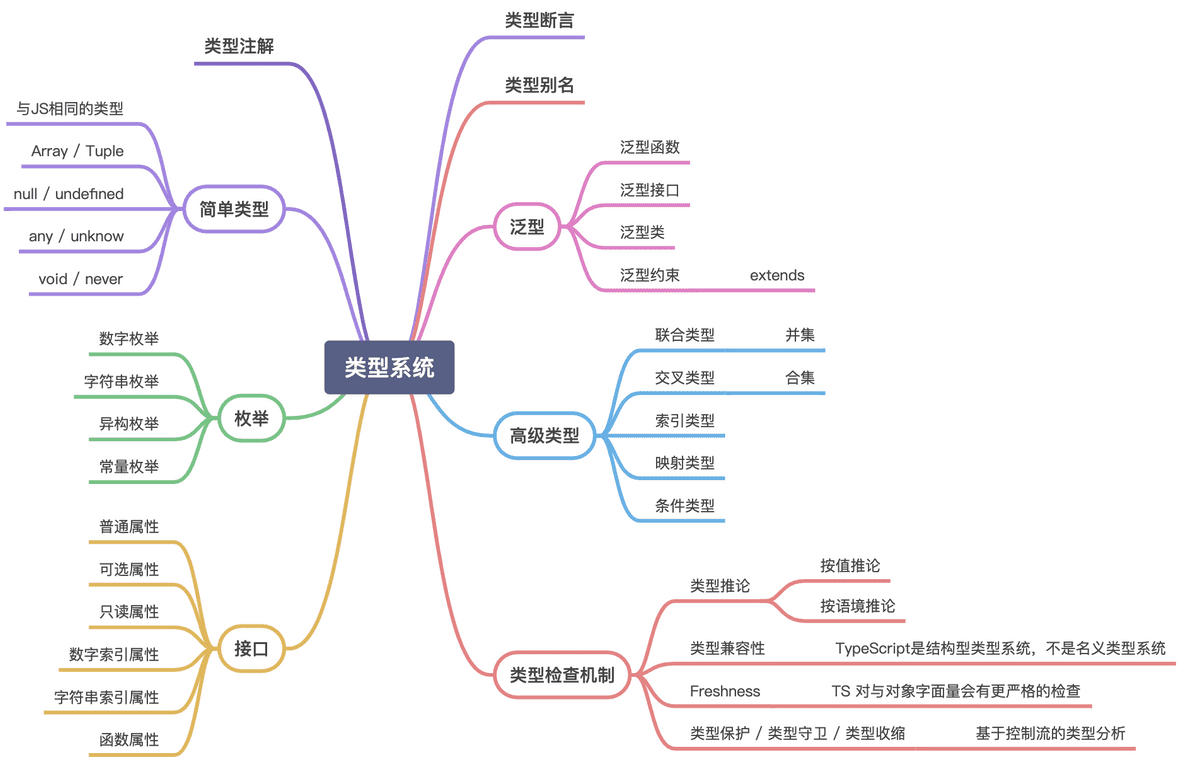 类型系统
类型注解
简单类型
与JS相同的类型
Array / Tuple
null / undefined
any / unknow
void / never
枚举
数字枚举
字符串枚举
异构枚举
常量枚举
接口
普通属性
可选属性
只读属性
数字索引属性
字符串索引属性
函数属性
类型断言
类型别名
泛型
泛型函数
泛型接口
泛型类
泛型约束 extends
高级类型
联合类型 并集
交叉类型 合集
索引类型
映射类型
条件类型
类型检查机制
类型推论
按值推论
按语境推论
类型兼容性 TypeScript是结构型类型系统，不是名义类型系统
Freshness TS 对与对象字面量会有更严格的检查
类型保护 / 类型守卫 / 类型收缩 基于控制流的类型分析